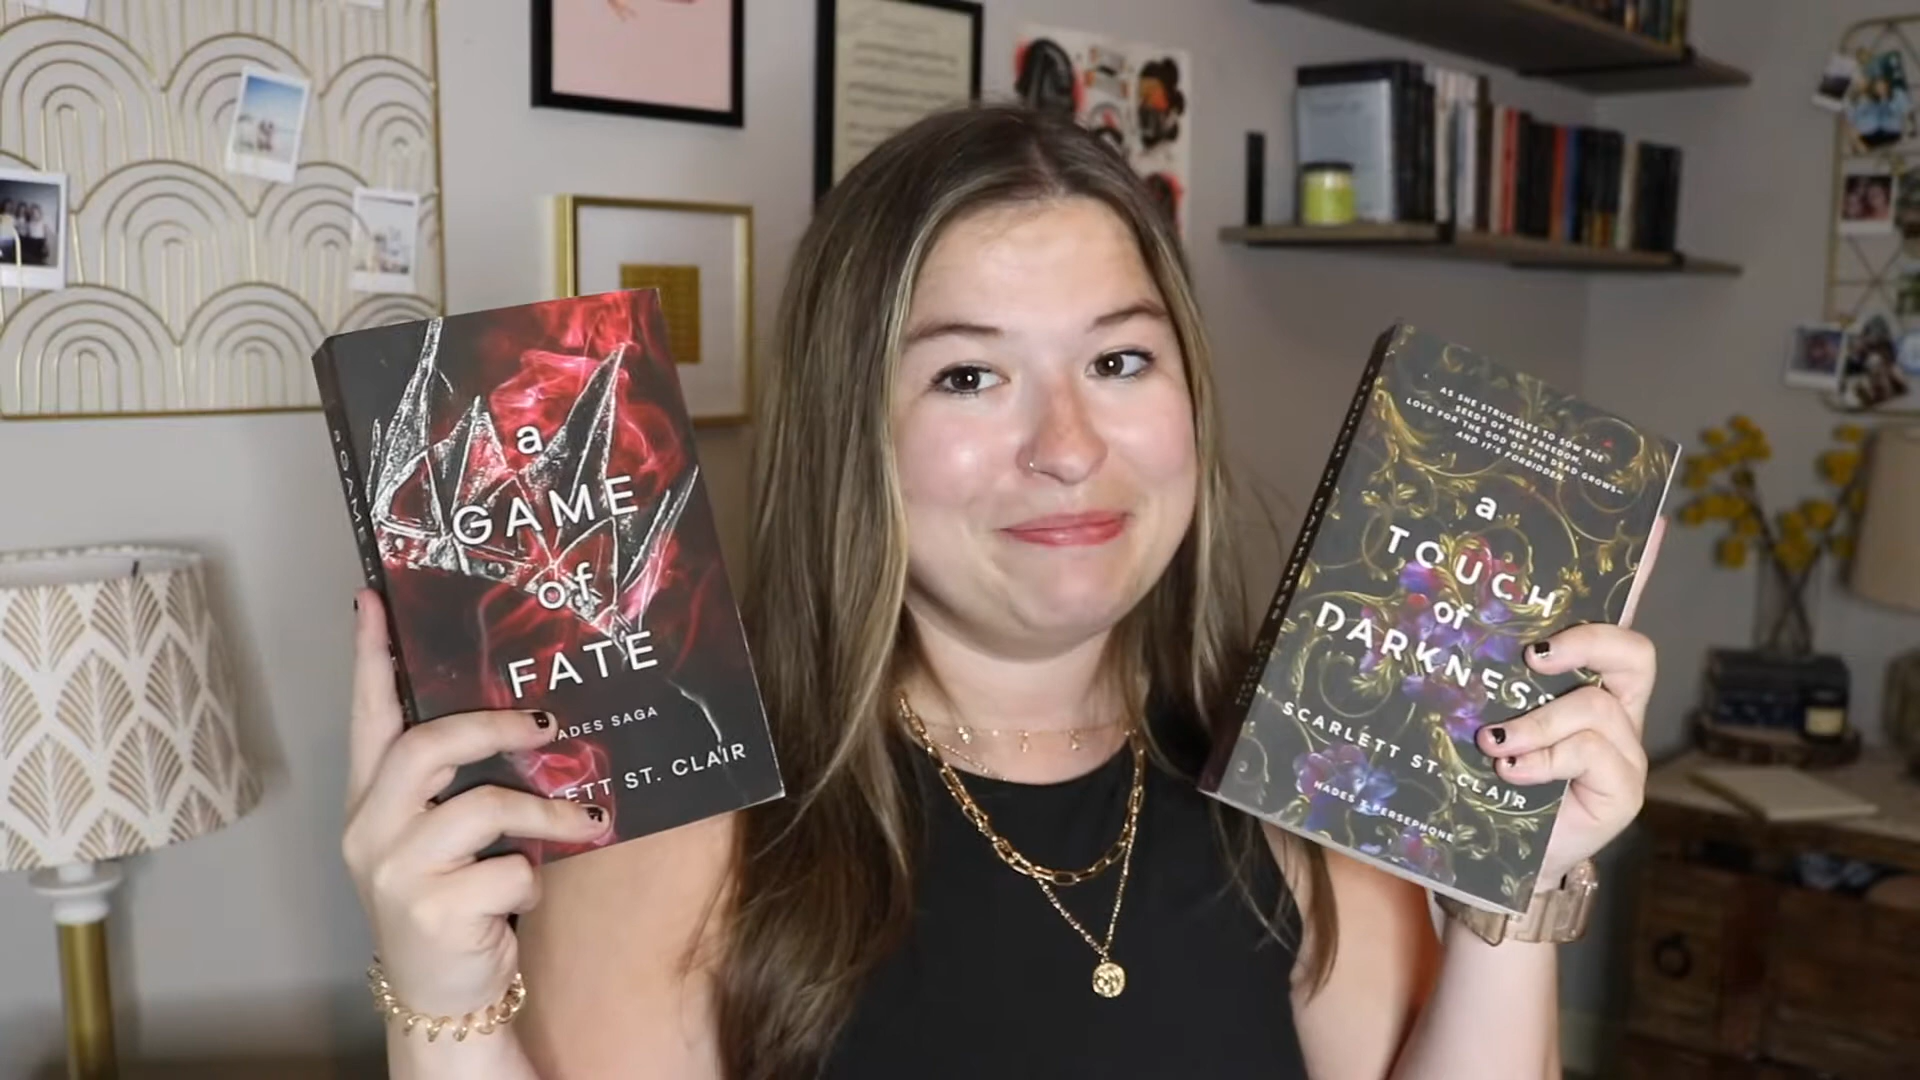 a
GAME
of
FATE
ADES SAGA
ETT ST. CLAIR
a GAME
AS SHE STRUGGLES TO SOW THE
SEEDS OF HER FREEDOM,
LOVE FOR THE GOD OF THE DEAD GROWS—
AND IT'S FORBIDDEN.
a
TOUCH
of
DARKNESS
SCARLETT ST. CLAIR
HADES X PERSEPHONE